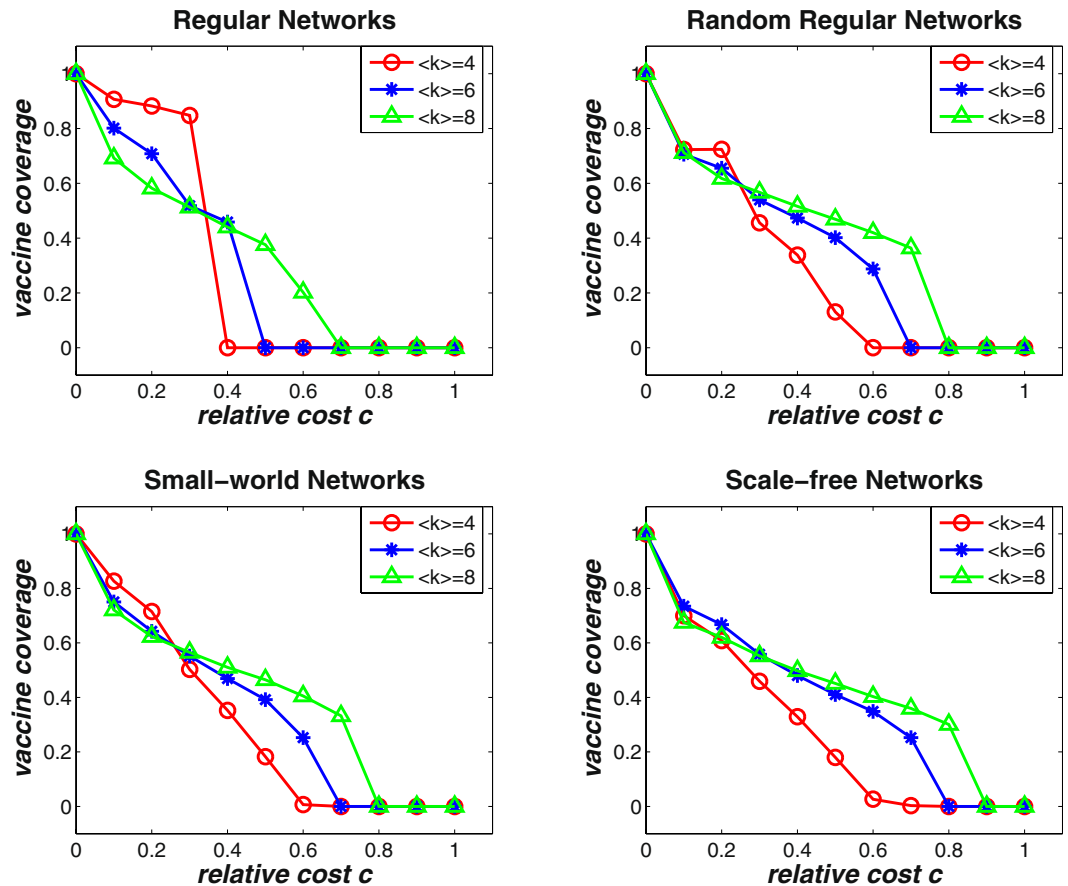 Regular Networks
1
0.8
0.6
0.4
0.2
0
0 0.2 0.4 0.6 0.8 1
vaccine coverage
relative cost c
<k>=4
<k>=6
<k>=8
Random Regular Networks
1
0.8
0.6
0.4
0.2
0
0 0.2 0.4 0.6 0.8 1
vaccine coverage
relative cost c
<k>=4
<k>=6
<k>=8
Small−world Networks
1
0.8
0.6
0.4
0.2
0
0 0.2 0.4 0.6 0.8 1
vaccine coverage
relative cost c
<k>=4
<k>=6
<k>=8
Scale−free Networks
1
0.8
0.6
0.4
0.2
0
0 0.2 0.4 0.6 0.8 1
vaccine coverage
relative cost c
<k>=4
<k>=6
<k>=8